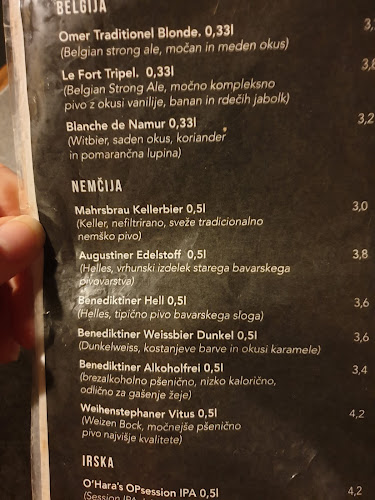 BELGIJA
Omer Traditionel Blonde. 0,33l
(Belgian strong ale, močan in meden okus)
Le Fort Tripel. 0,33l 3,8
(Belgian Strong Ale, močno kompleksno
pivo z okusi vanilije, banan in rdečih jabolk)
Blanche de Namur 0,33l 3,2
(Witbier, saden okus, koriander
in pomarančna lupina)
NEMČIJA
Mahrsbrau Kellerbier 0,5l 3,0
(Keller, nefiltrirano, sveže tradicionalno
nemško pivo)
Augustiner Edelstoff 0,5l 3,8
(Helles, vrhunski izdelek starega bavarskega
pivovarstva)
Benediktiner Hell 0,5l 3,6
(Helles, tipično pivo bavarskega sloga)
Benediktiner Weissbier Dunkel 0,5l 3,6
(Dunkelweiss, kostanjeve barve in okusi karamele)
Benediktiner Alkoholfrei 0,5l 3,4
(brezalkoholno pšenično, nizko kalorično,
odlično za gašenje žeje)
Weihenstephaner Vitus 0,5l 4,2
(Weizen Bock, močnejše pšenično
pivo najvišje kvalitete)
IRSKA
O'Hara's OPsession IPA 0,5l 4,2
(Session IPA